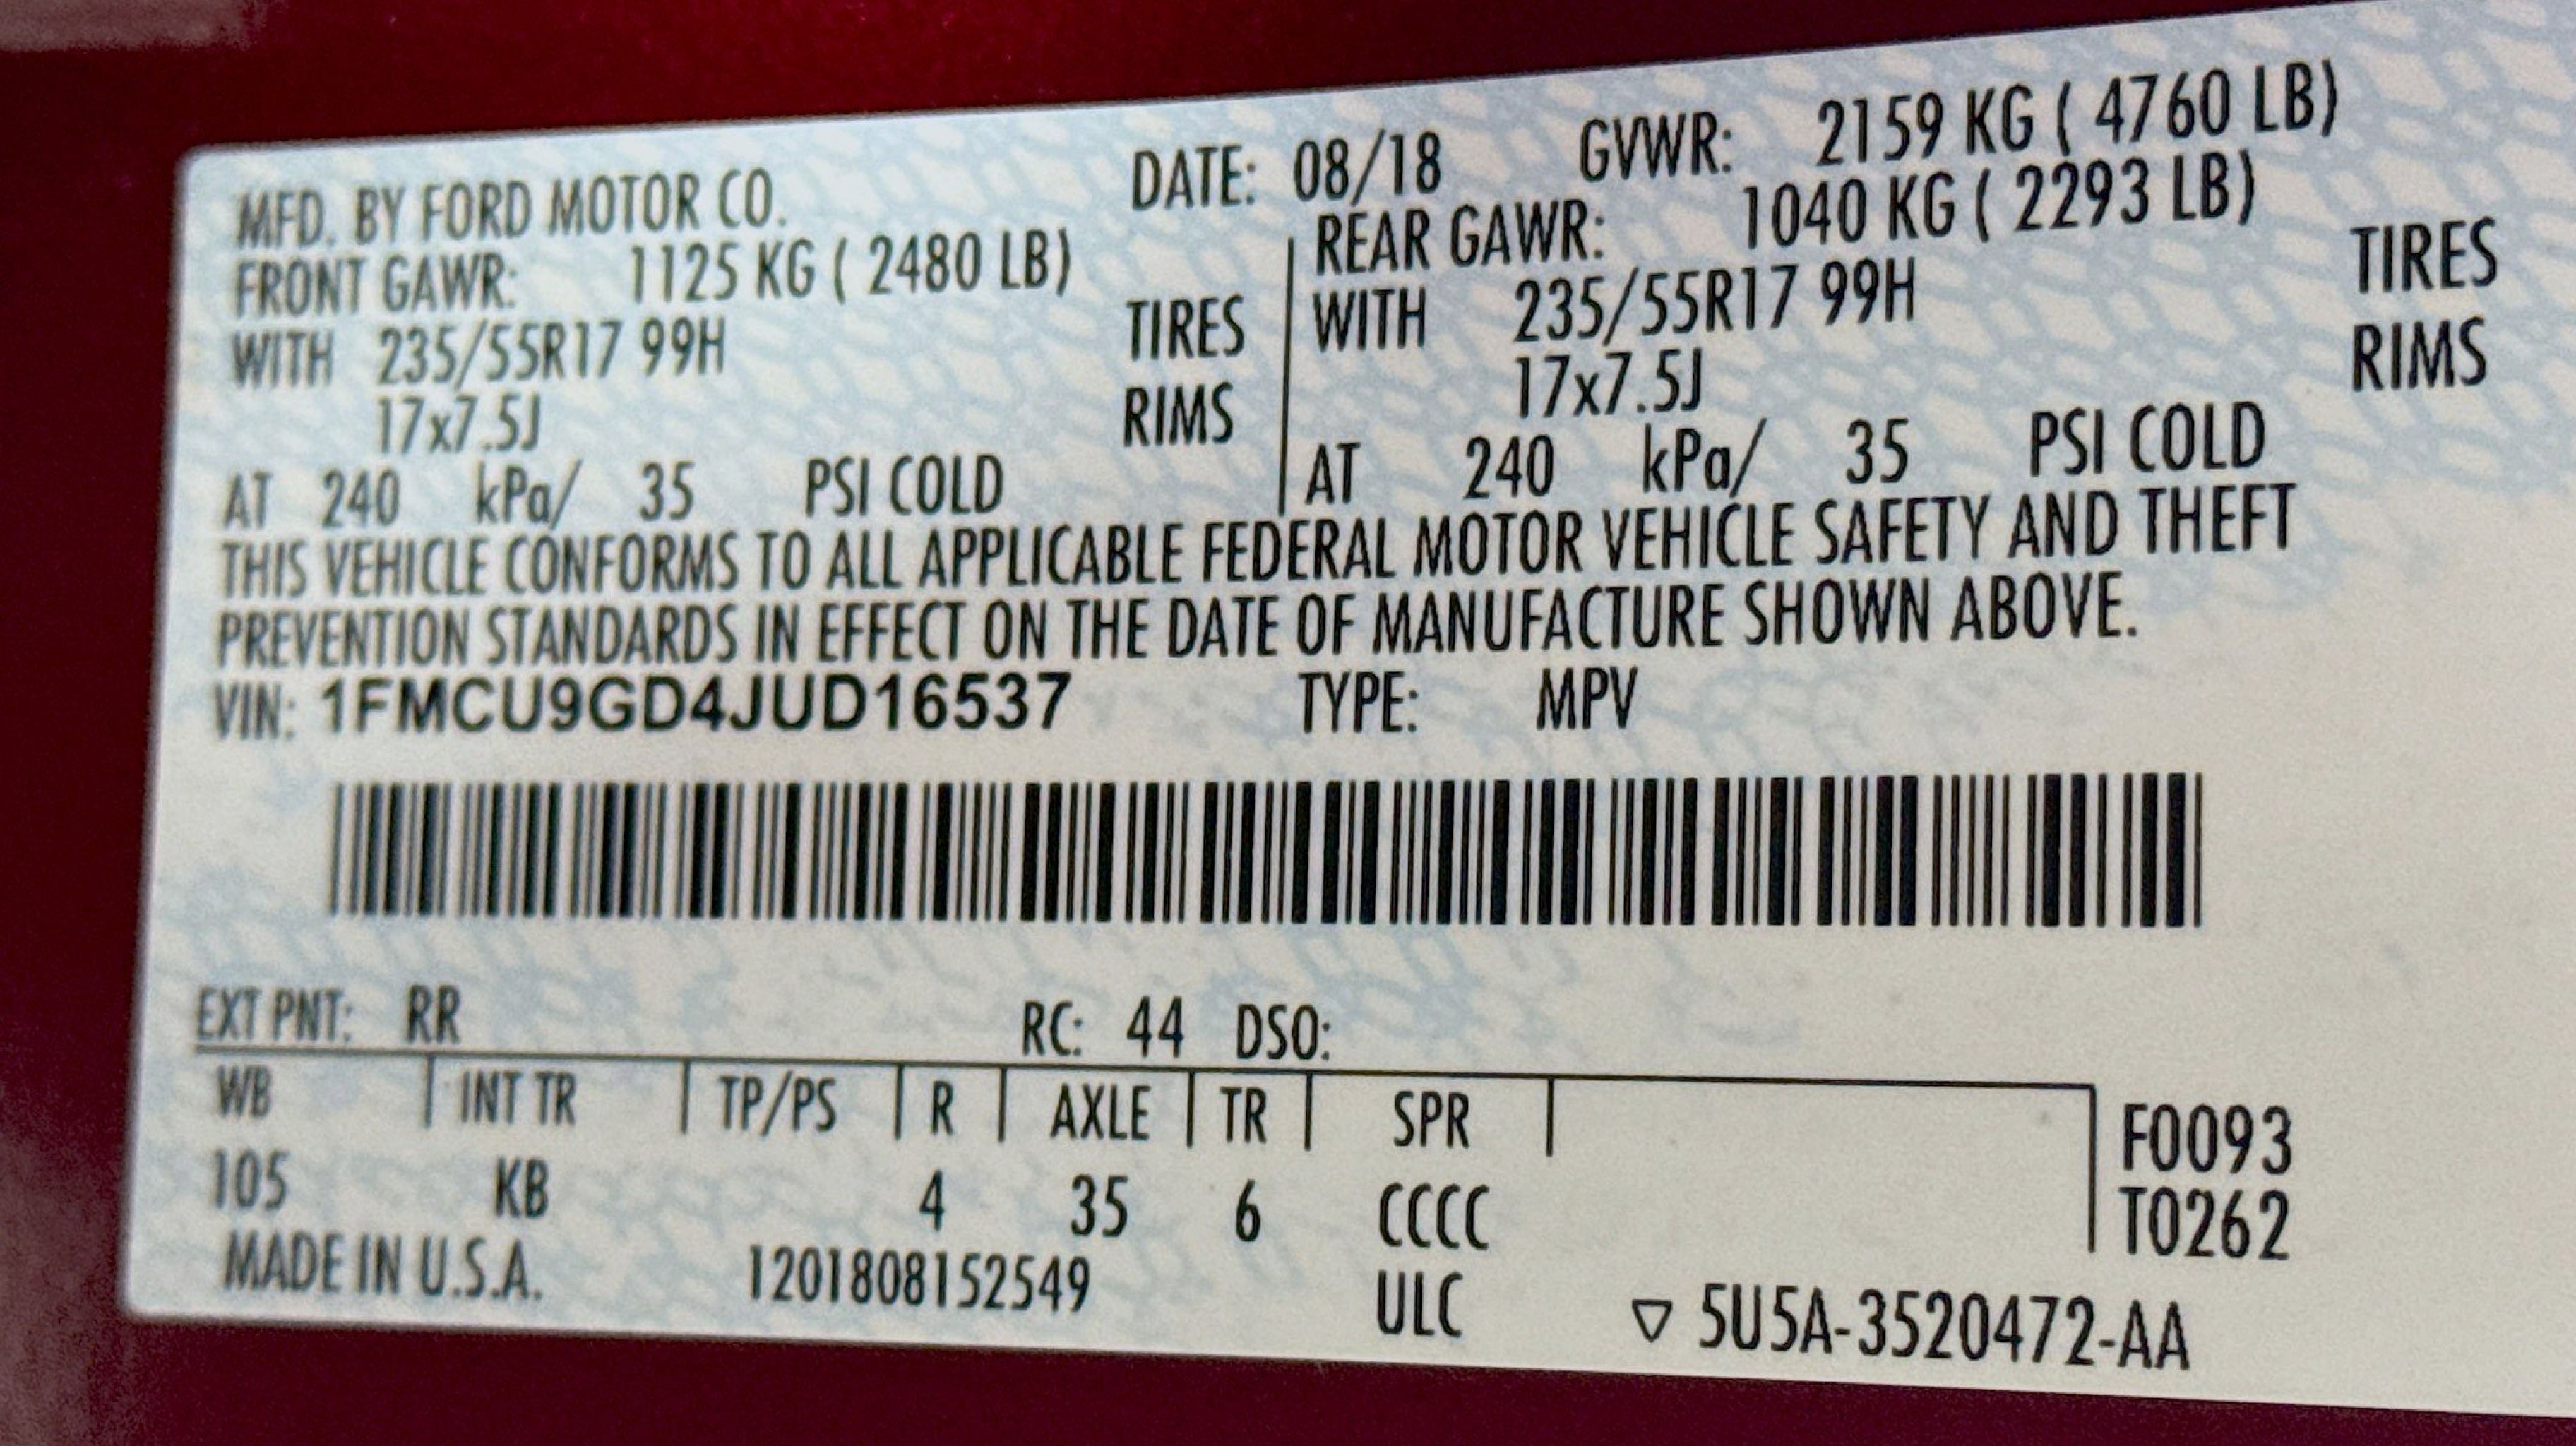 MFD. BY FORD MOTOR CO. DATE: 08/18 GVWR: 2159 KG ( 4760 LB)
FRONT GAWR: 1125 KG ( 2480 LB) REAR GAWR: 1040 KG ( 2293 LB)
WITH 235/55R17 99H TIRES WITH 235/55R17 99H TIRES
17x7.5J RIMS 17x7.5J RIMS
AT 240 kPa/ 35 PSI COLD AT 240 kPa/ 35 PSI COLD
THIS VEHICLE CONFORMS TO ALL APPLICABLE FEDERAL MOTOR VEHICLE SAFETY AND THEFT
PREVENTION STANDARDS IN EFFECT ON THE DATE OF MANUFACTURE SHOWN ABOVE.
VIN: 1FMCU9GD4JUD16537 TYPE: MPV
EXT PNT: RR RC: 44 DSO:
WB INT TR TP/PS R AXLE TR SPR F0093
105 KB 4 35 6 CCCC T0262
MADE IN U.S.A. 1201808152549 ULC ▽ 5U5A-3520472-AA